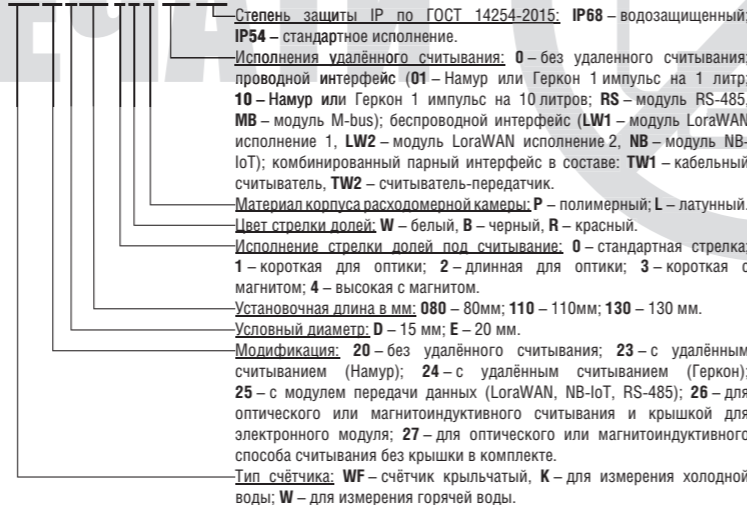 Степень защиты IP по ГОСТ 14254-2015: IP68 – водозащищенный;
IP54 – стандартное исполнение.
Исполнения удалённого считывания: 0 – без удаленного считывания;
проводной интерфейс (01 – Намур или Геркон 1 импульс на 1 литр;
10 – Намур или Геркон 1 импульс на 10 литров; RS – модуль RS-485,
MB – модуль M-bus); беспроводной интерфейс (LW1 – модуль LoraWAN
исполнение 1, LW2 – модуль LoraWAN исполнение 2, NB – модуль NB-
IoT); комбинированный парный интерфейс в составе: TW1 – кабельный
считыватель, TW2 – считыватель-передатчик.
Материал корпуса расходомерной камеры: P – полимерный; L – латунный.
Цвет стрелки долей: W – белый, B – черный, R – красный.
Исполнение стрелки долей под считывание: 0 – стандартная стрелка;
1 – короткая для оптики; 2 – длинная для оптики; 3 – короткая с
магнитом; 4 – высокая с магнитом.
Установочная длина в мм: 080 – 80мм; 110 – 110мм; 130 – 130 мм.
Условный диаметр: D – 15 мм; E – 20 мм.
Модификация: 20 – без удалённого считывания; 23 – с удалённым
считыванием (Намур); 24 – с удалённым считыванием (Геркон);
25 – с модулем передачи данных (LoraWAN, NB-IoT, RS-485); 26 – для
оптического или магнитоиндуктивного считывания и крышкой для
электронного модуля; 27 – для оптического или магнитоиндуктивного
способа считывания без крышки в комплекте.
Тип счётчика: WF – счётчик крыльчатый, K – для измерения холодной
воды; W – для измерения горячей воды.